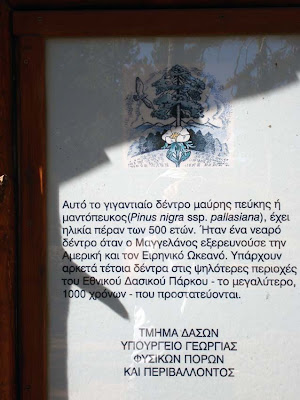 Αυτό το γιγαντιαίο δέντρο μαύρης πεύκης ή
μαντόπευκος(Pinus nigra ssp. pallasiana), έχει
ηλικία πέραν των 500 ετών. Ήταν ένα νεαρό
δέντρο όταν ο Μαγγελάνος εξερευνούσε την
Αμερική και τον Ειρηνικό Ωκεανό. Υπάρχουν
αρκετά τέτοια δέντρα στις ψηλότερες περιοχές
του Εθνικού Δασικού Πάρκου - το μεγαλύτερο,
1000 χρόνων - που προστατεύονται.
ΤΜΗΜΑ ΔΑΣΩΝ
ΥΠΟΥΡΓΕΙΟ ΓΕΩΡΓΙΑΣ
ΦΥΣΙΚΩΝ ΠΟΡΩΝ
ΚΑΙ ΠΕΡΙΒΑΛΛΟΝΤΟΣ